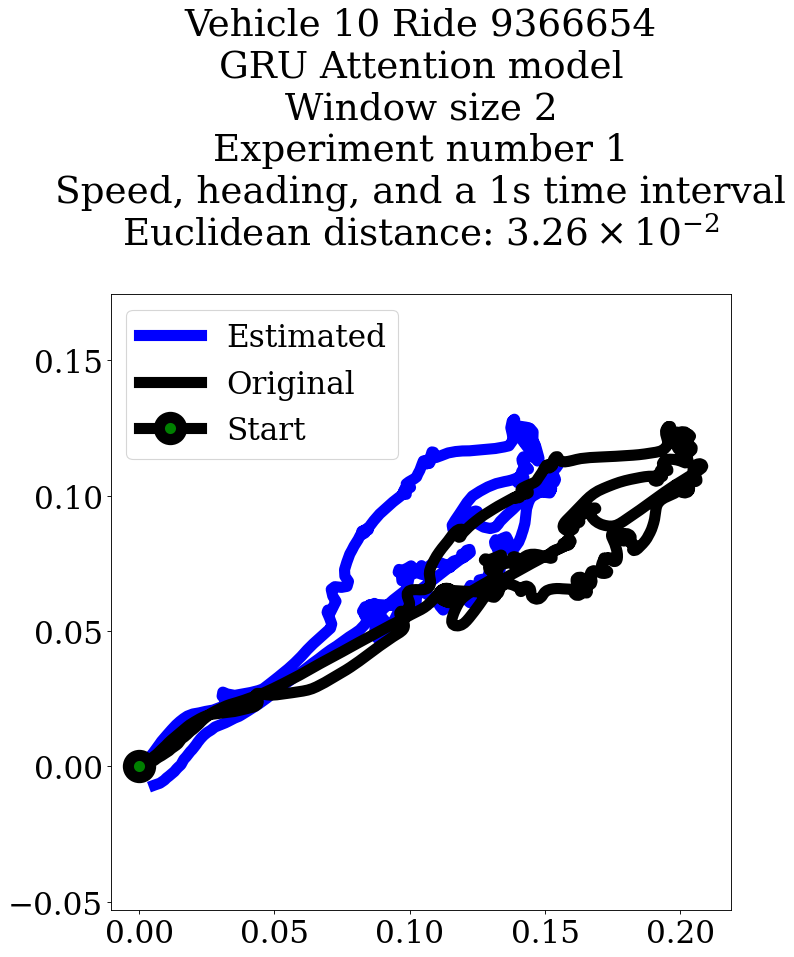 Vehicle 10 Ride 9366654
GRU Attention model
Window size 2
Experiment number 1
Speed, heading, and a 1s time interval
Euclidean distance: 3.26 × 10⁻²
Estimated
Original
Start
0.15
0.10
0.05
0.00
−0.05
0.00 0.05 0.10 0.15 0.20